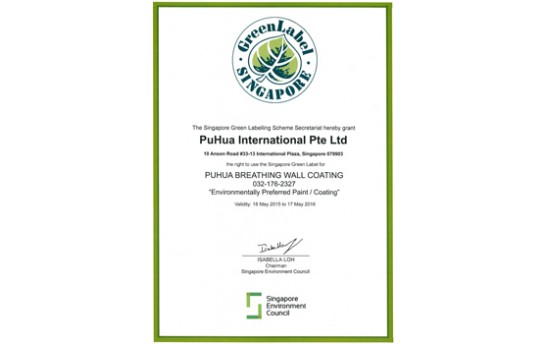 GreenLabel
SINGAPORE
The Singapore Green Labelling Scheme Secretariat hereby grant
PuHua International Pte Ltd
10 Anson Road #33-13 International Plaza, Singapore 079903
the right to use the Singapore Green Label for
PUHUA BREATHING WALL COATING
032-176-2327
"Environmentally Preferred Paint / Coating"
Validity: 18 May 2015 to 17 May 2016
ISABELLA LOH
Chairman
Singapore Environment Council
Singapore
Environment
Council